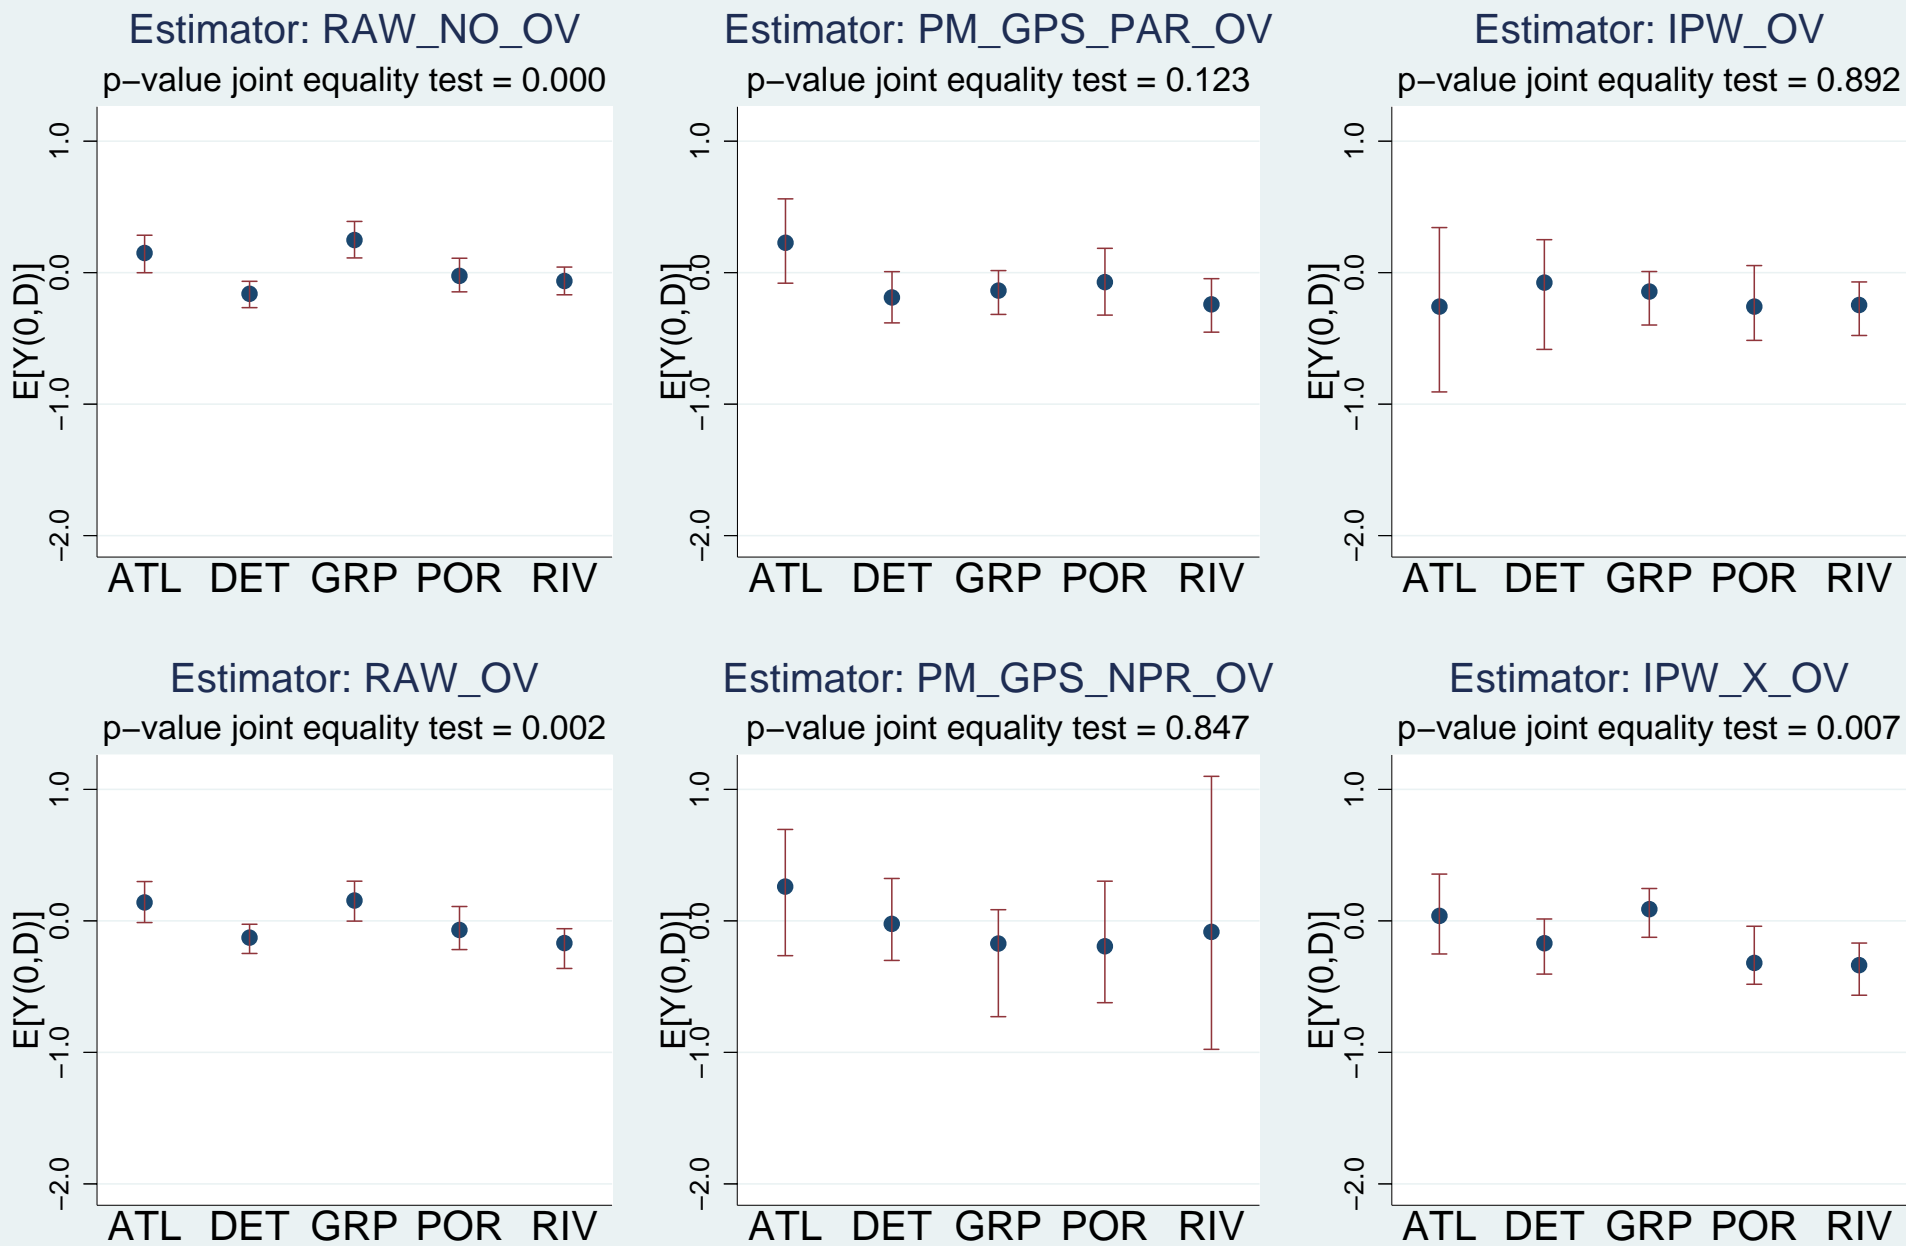 Estimator: RAW_NO_OV
p−value joint equality test = 0.000
E[Y(0,D)]
1.0
0.0
−1.0
−2.0
ATL DET GRP POR RIV
Estimator: PM_GPS_PAR_OV
p−value joint equality test = 0.123
E[Y(0,D)]
1.0
0.0
−1.0
−2.0
ATL DET GRP POR RIV
Estimator: IPW_OV
p−value joint equality test = 0.892
E[Y(0,D)]
1.0
0.0
−1.0
−2.0
ATL DET GRP POR RIV
Estimator: RAW_OV
p−value joint equality test = 0.002
E[Y(0,D)]
1.0
0.0
−1.0
−2.0
ATL DET GRP POR RIV
Estimator: PM_GPS_NPR_OV
p−value joint equality test = 0.847
E[Y(0,D)]
1.0
0.0
−1.0
−2.0
ATL DET GRP POR RIV
Estimator: IPW_X_OV
p−value joint equality test = 0.007
E[Y(0,D)]
1.0
0.0
−1.0
−2.0
ATL DET GRP POR RIV